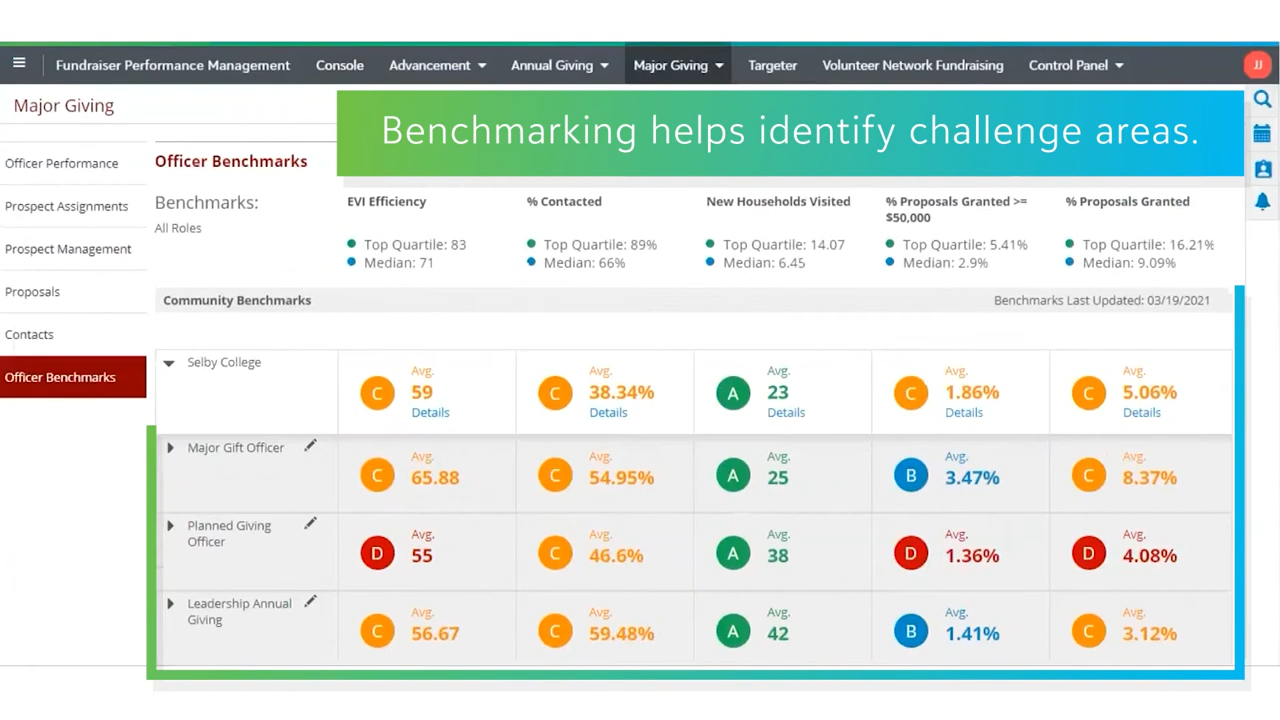 Fundraiser Performance Management Console Advancement Annual Giving Major Giving Targeter Volunteer Network Fundraising Control Panel JJ
Major Giving
Benchmarking helps identify challenge areas.
Officer Performance
Prospect Assignments
Prospect Management
Proposals
Contacts
Officer Benchmarks
Officer Benchmarks
Benchmarks:
All Roles
EVI Efficiency
Top Quartile: 83
Median: 71
% Contacted
Top Quartile: 89%
Median: 66%
New Households Visited
Top Quartile: 14.07
Median: 6.45
% Proposals Granted >=
$50,000
Top Quartile: 5.41%
Median: 2.9%
% Proposals Granted
Top Quartile: 16.21%
Median: 9.09%
Community Benchmarks Benchmarks Last Updated: 03/19/2021
Selby College
C Avg. 59 Details
C Avg. 38.34% Details
A Avg. 23 Details
C Avg. 1.86% Details
C Avg. 5.06% Details
Major Gift Officer
C Avg. 65.88
C Avg. 54.95%
A Avg. 25
B Avg. 3.47%
C Avg. 8.37%
Planned Giving
Officer
D Avg. 55
C Avg. 46.6%
A Avg. 38
D Avg. 1.36%
D Avg. 4.08%
Leadership Annual
Giving
C Avg. 56.67
C Avg. 59.48%
A Avg. 42
B Avg. 1.41%
C Avg. 3.12%